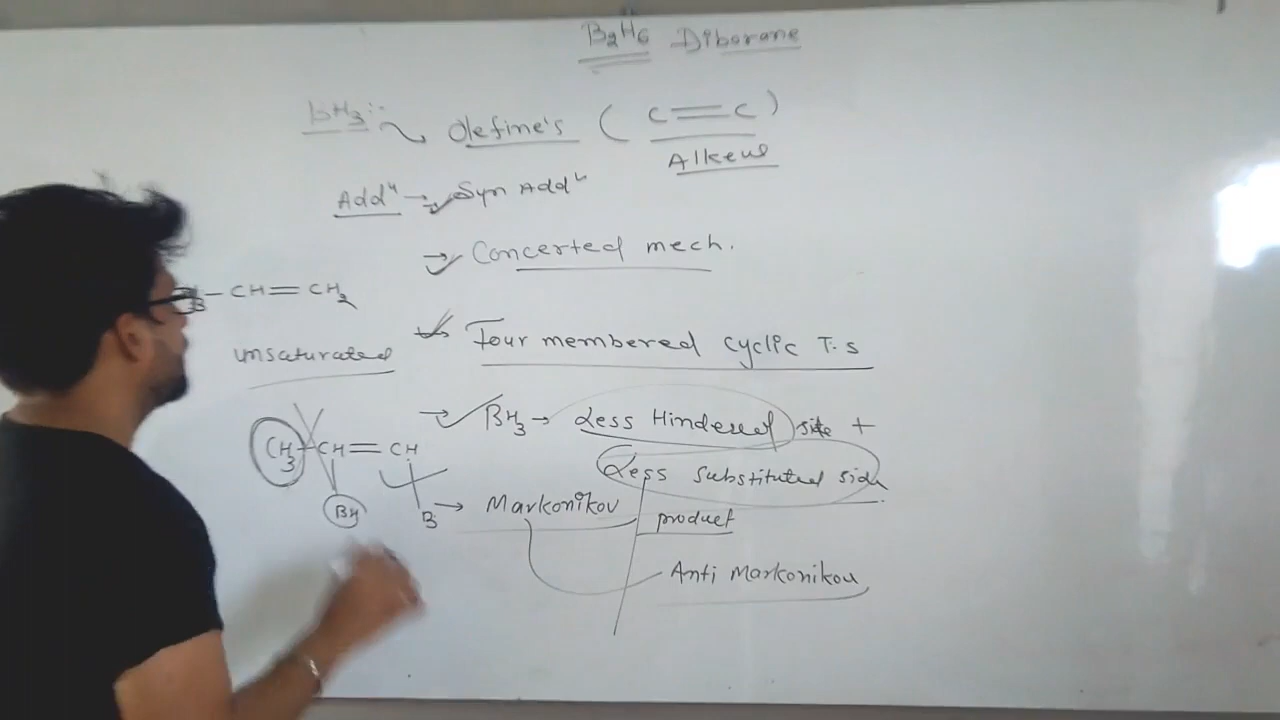 B2H6 Diborane
BH3 Olefine's ( C=C )
Alkene
Addn → Syn Addn
→ Concerted mech.
-CH=CH2
→ Four membered cyclic T.S
unsaturated
→ BH3 → Less Hindered side +
CH3-CH=CH
Less substituted side
BH
B
→ Markonikov
product
Anti Markonikov